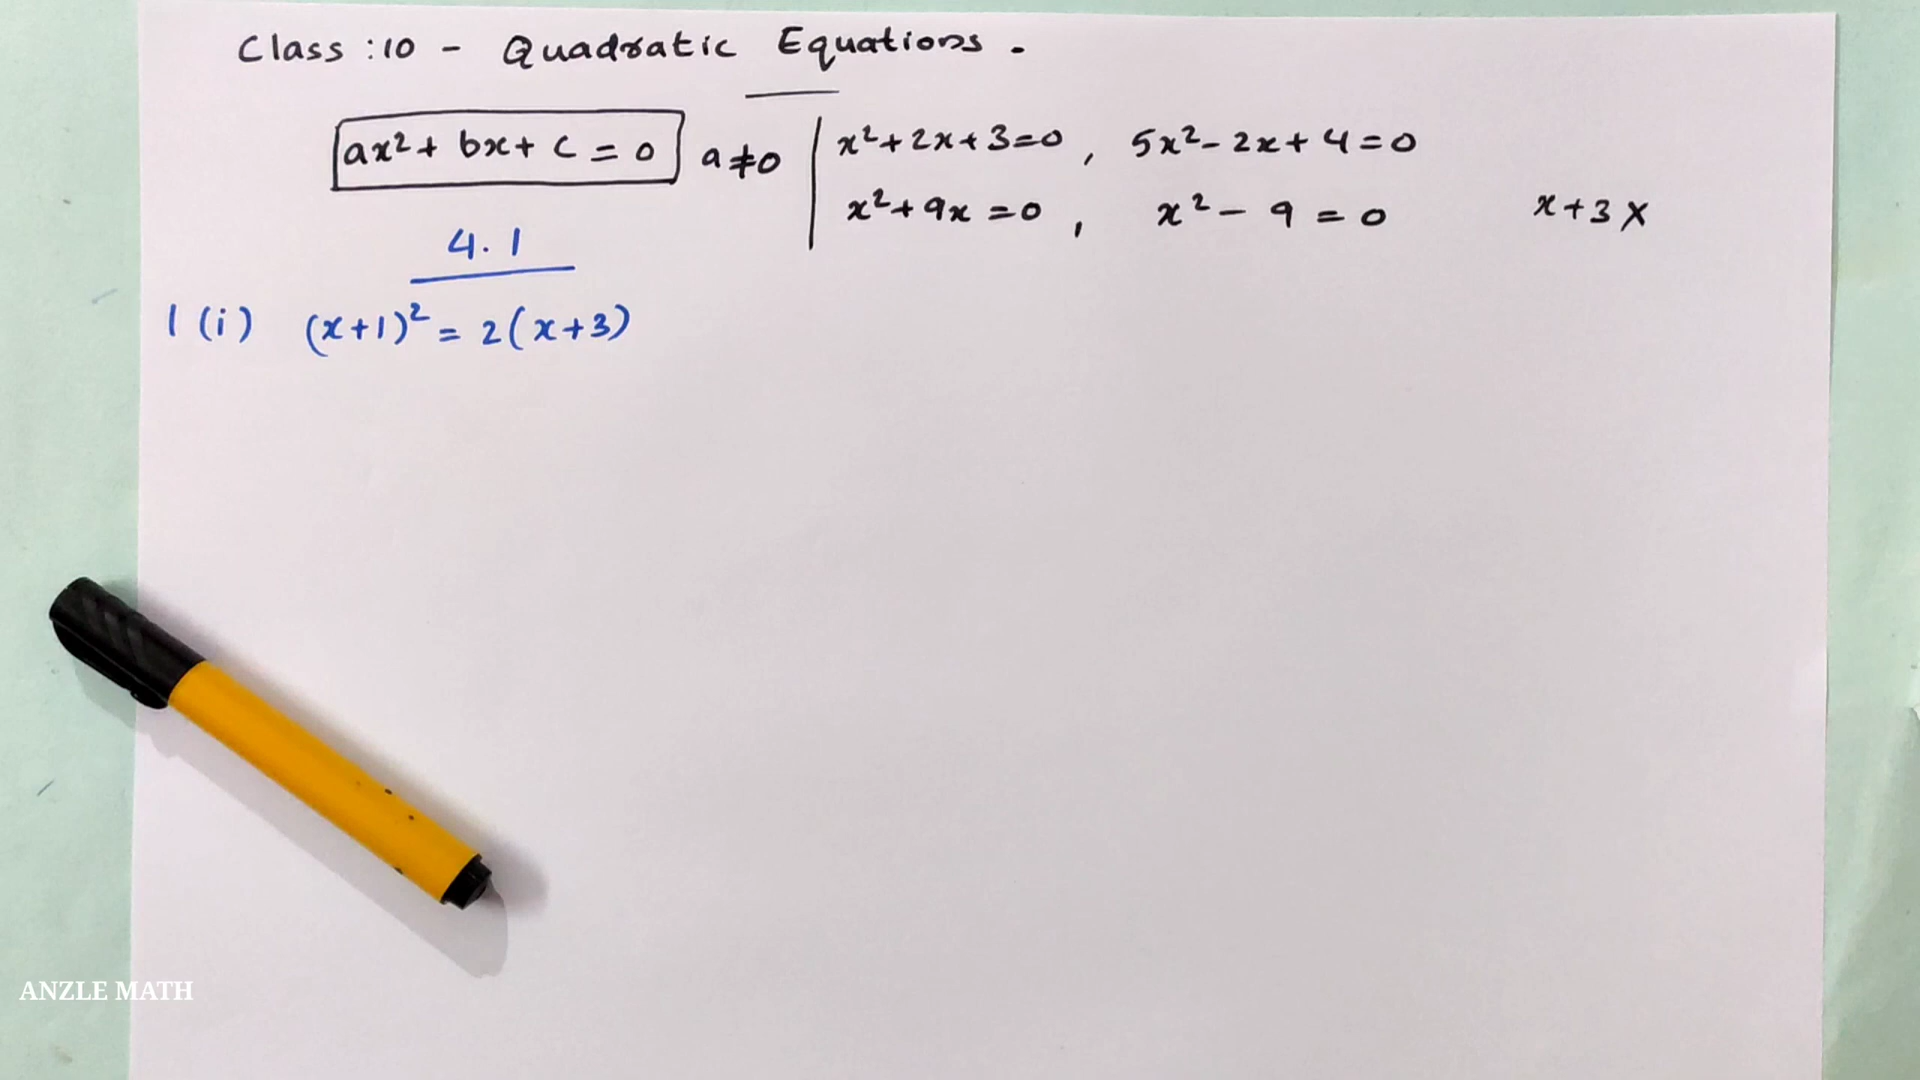 Class : 10 - Quadratic Equations .
ax² + bx + c = 0 a ≠ 0 x² + 2x + 3 = 0 , 5x² - 2x + 4 = 0
x² + 9x = 0 , x² - 9 = 0 x + 3 X
4.1
1 (i) (x+1)² = 2(x+3)
ANZLE MATH